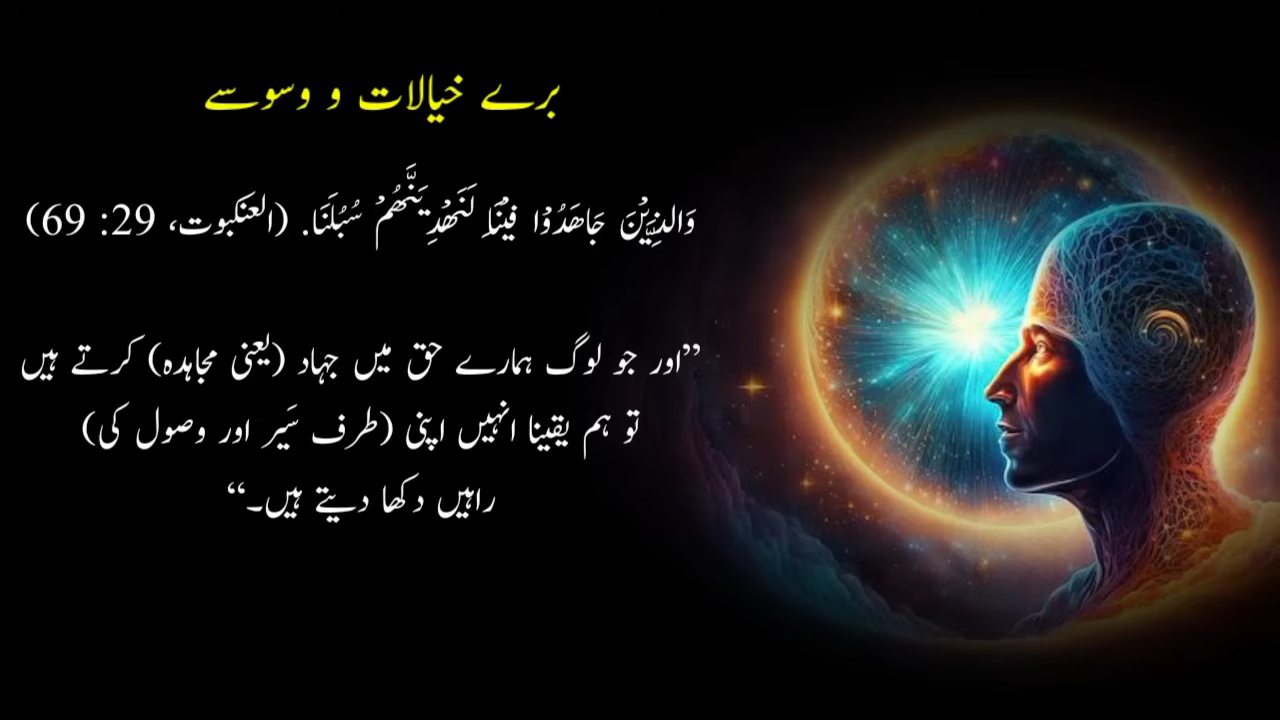 برے خیالات و وسوسے
وَالَّذِیْنَ جَاهَدُوْا فِیْنَا لَنَهْدِیَنَّهُمْ سُبُلَنَا. (العنکبوت، 29: 69)
’’اور جو لوگ ہمارے حق میں جہاد (یعنی مجاہدہ) کرتے ہیں
تو ہم یقینا انہیں اپنی (طرف سَیر اور وصول کی)
راہیں دکھا دیتے ہیں۔‘‘